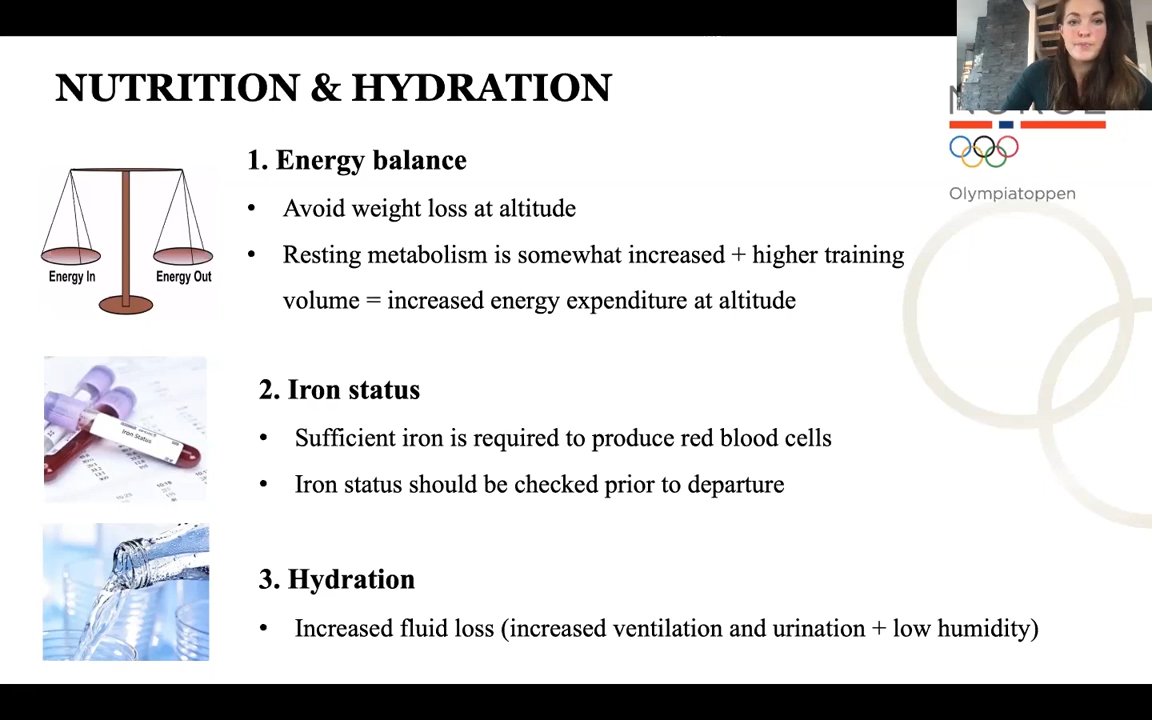 NUTRITION & HYDRATION
Olympiatoppen
1. Energy balance
• Avoid weight loss at altitude
• Resting metabolism is somewhat increased + higher training
volume = increased energy expenditure at altitude
Energy In
Energy Out
2. Iron status
• Sufficient iron is required to produce red blood cells
• Iron status should be checked prior to departure
Iron Status
3. Hydration
• Increased fluid loss (increased ventilation and urination + low humidity)